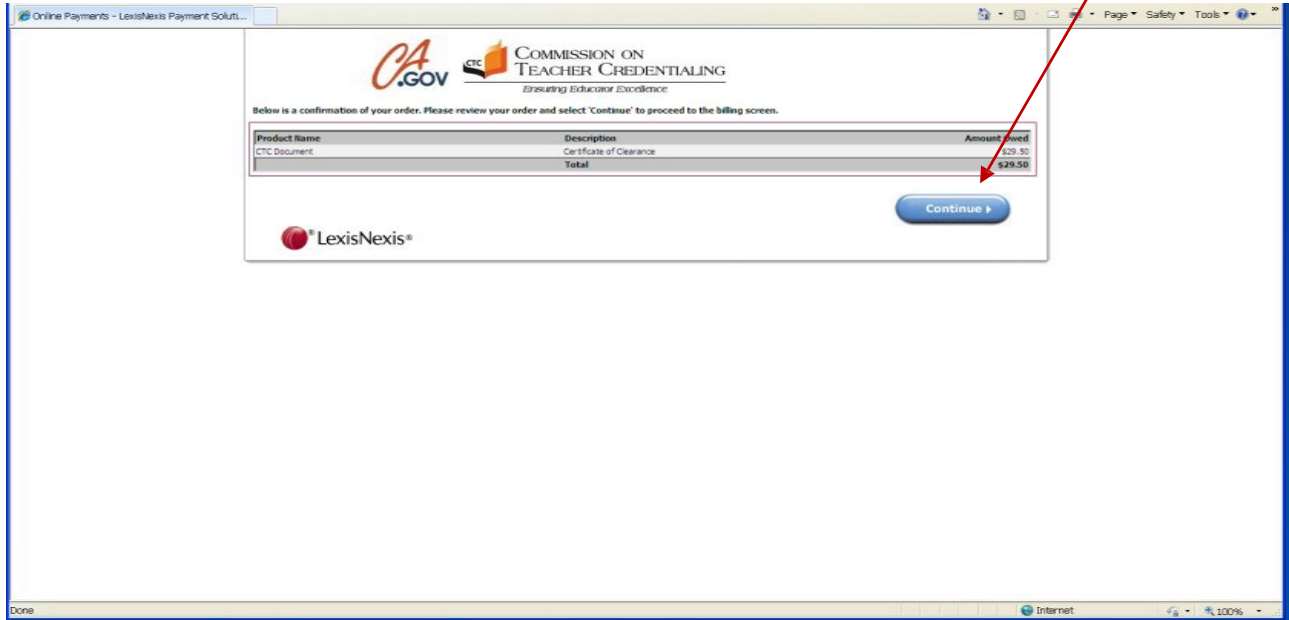 Online Payments - LexisNexis Payment Soluti...
Page Safety Tools
CA.GOV
CTC
COMMISSION ON
TEACHER CREDENTIALING
Ensuring Educator Excellence
Below is a confirmation of your order. Please review your order and select 'Continue' to proceed to the billing screen.
Product Name Description Amount Owed
CTC Document Certificate of Clearance $29.50
Total $29.50
Continue
LexisNexis®
Done Internet 100%